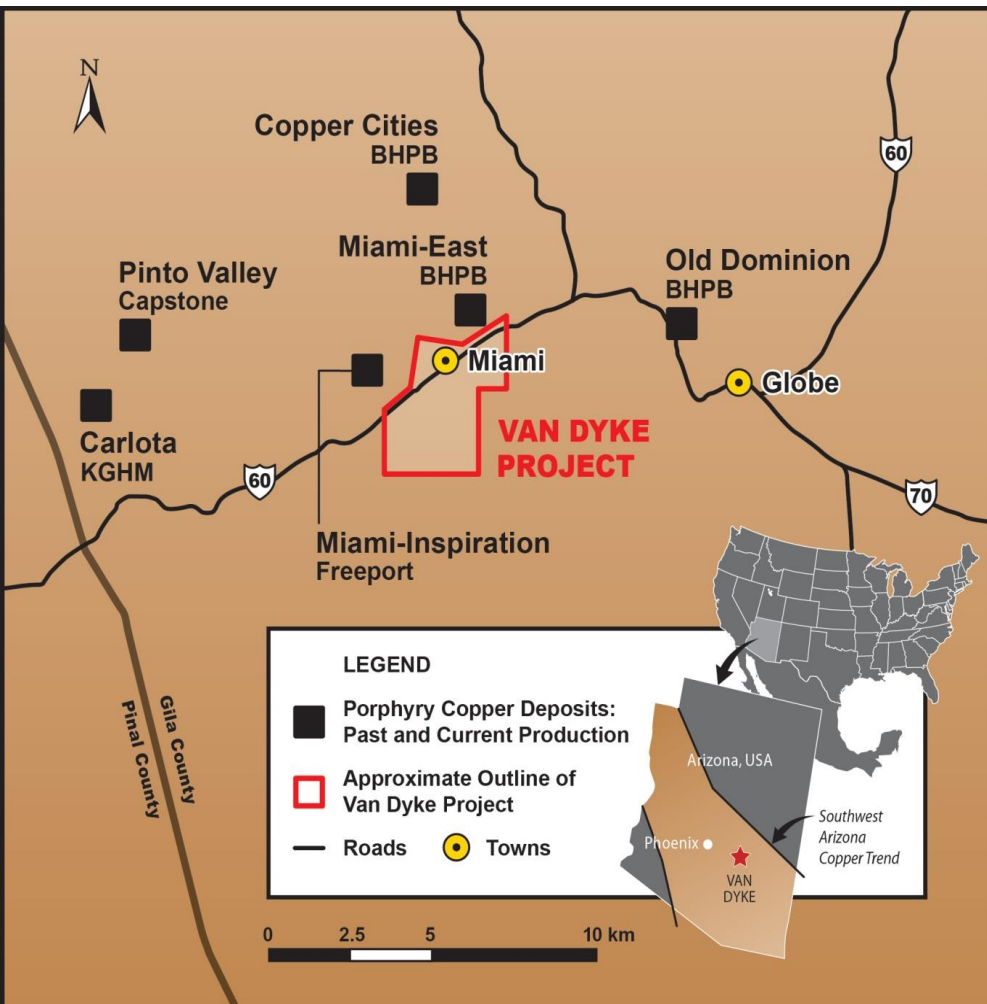 N
Copper Cities
BHPB
60
Miami-East
BHPB
Old Dominion
BHPB
Pinto Valley
Capstone
Miami
Globe
Carlota
KGHM
VAN DYKE
PROJECT
60
70
Miami-Inspiration
Freeport
Gila County
Pinal County
LEGEND
Porphyry Copper Deposits:
Past and Current Production
Approximate Outline of
Van Dyke Project
Roads
Towns
Arizona, USA
Phoenix
VAN
DYKE
Southwest
Arizona
Copper Trend
0 2.5 5 10 km